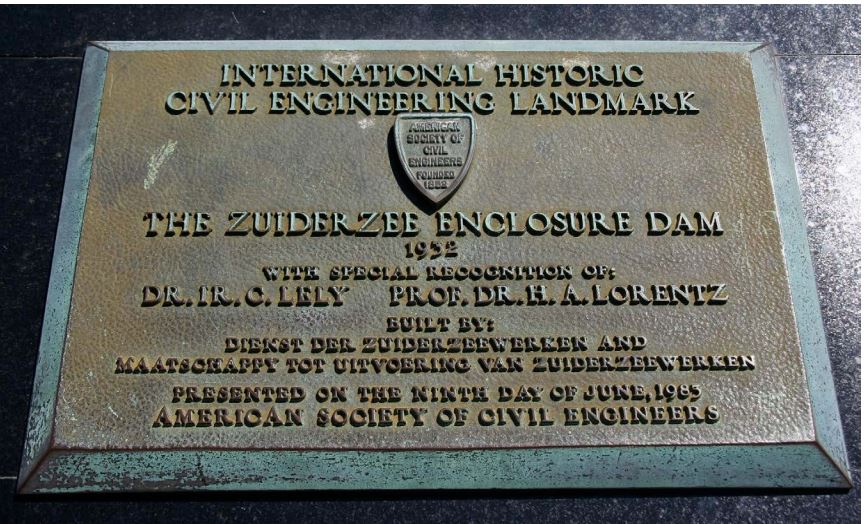 INTERNATIONAL HISTORIC
CIVIL ENGINEERING LANDMARK
AMERICAN
SOCIETY OF
CIVIL
ENGINEERS
FOUNDED
1852
THE ZUIDERZEE ENCLOSURE DAM
1932
WITH SPECIAL RECOGNITION OF:
DR. IR. C. LELY PROF. DR. H. A. LORENTZ
BUILT BY:
DIENST DER ZUIDERZEEWERKEN AND
MAATSCHAPPY TOT UITVOERING VAN ZUIDERZEEWERKEN
PRESENTED ON THE NINTH DAY OF JUNE, 1983
AMERICAN SOCIETY OF CIVIL ENGINEERS